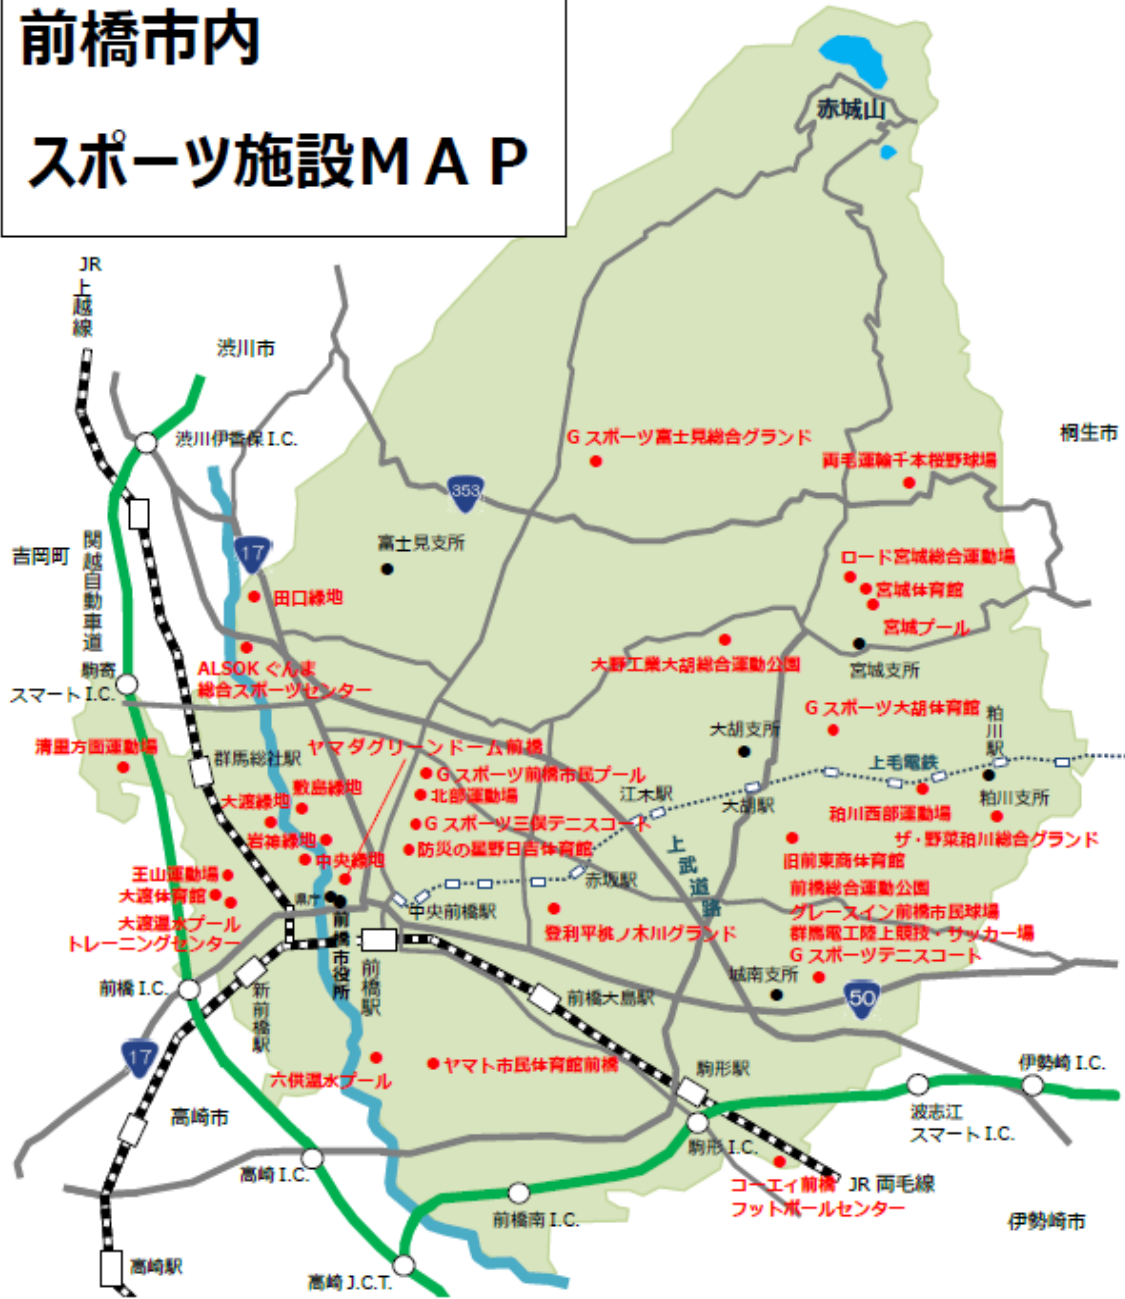 前橋市内
スポーツ施設ＭＡＰ
赤城山
JR
上越線
渋川市
渋川伊香保 I.C.
G スポーツ富士見総合グランド
桐生市
両毛運輸千本桜野球場
353
17
吉岡町
関越自動車道
富士見支所
ロード宮城総合運動場
宮城体育館
宮城プール
宮城支所
田口緑地
大野工業大胡総合運動公園
ALSOK ぐんま
総合スポーツセンター
駒寄
スマート I.C.
G スポーツ大胡体育館
粕川駅
大胡支所
清里方面運動場
群馬総社駅
ヤマダグリーンドーム前橋
上毛電鉄
G スポーツ前橋市民プール
敷島緑地
北部運動場
江木駅
大胡駅
粕川支所
大渡緑地
粕川西部運動場
G スポーツ三俣テニスコート
岩神緑地
ザ・野菜粕川総合グランド
防災の星野日吉体育館
中央緑地
旧前東商体育館
上武道路
王山運動場
赤坂駅
前橋総合運動公園
大渡体育館
県庁
中央前橋駅
グレースイン前橋市民球場
大渡温水プール
トレーニングセンター
前橋市役所
登利平桃ノ木川グランド
群馬電工陸上競技・サッカー場
G スポーツテニスコート
前橋 I.C.
新前橋駅
前橋駅
前橋大島駅
城南支所
50
17
六供温水プール
ヤマト市民体育館前橋
駒形駅
伊勢崎 I.C.
高崎市
波志江
スマート I.C.
駒形 I.C.
高崎 I.C.
コーエィ前橋
フットボールセンター
JR 両毛線
前橋南 I.C.
伊勢崎市
高崎駅
高崎 J.C.T.